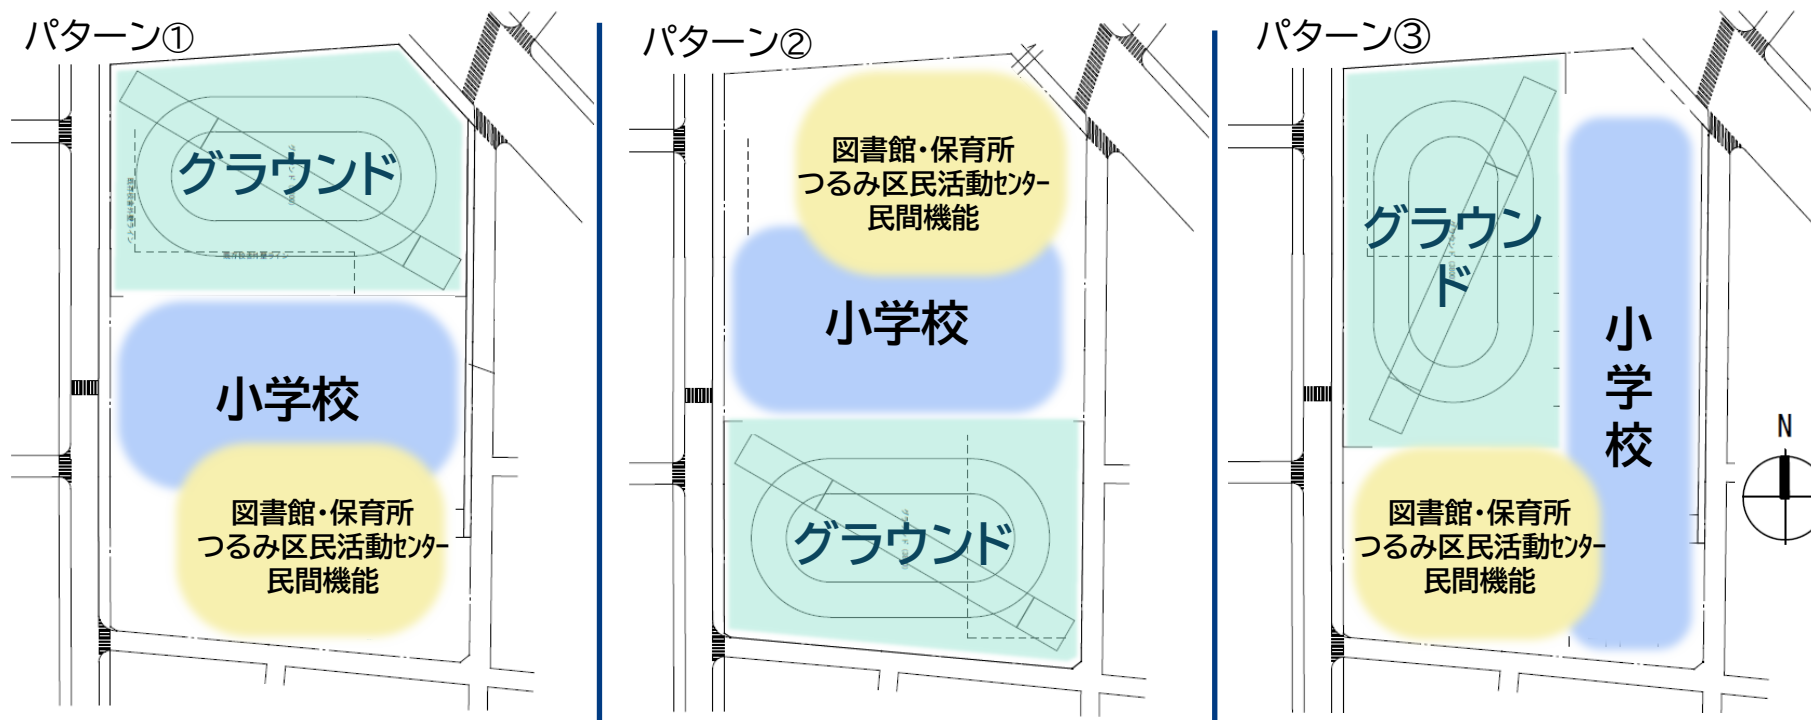 パターン①
グラウンド
小学校
図書館・保育所
つるみ区民活動センター
民間機能
パターン②
図書館・保育所
つるみ区民活動センター
民間機能
小学校
グラウンド
パターン③
グラウン
ド
小
学
校
図書館・保育所
つるみ区民活動センター
民間機能
N